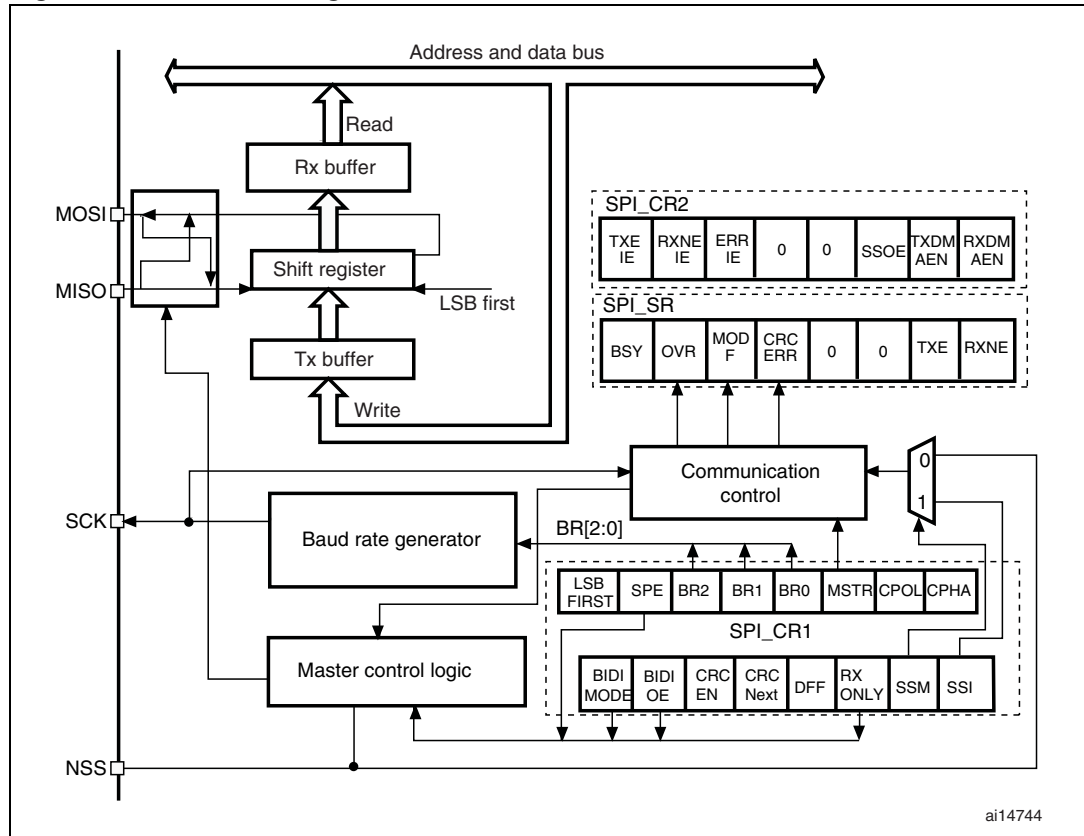 Address and data bus
Read
Rx buffer
MOSI
SPI_CR2
TXE
IE
RXNE
IE
ERR
IE
0
0
SSOE
TXDM
AEN
RXDM
AEN
Shift register
MISO
LSB first
SPI_SR
BSY
OVR
MOD
F
CRC
ERR
0
0
TXE
RXNE
Tx buffer
Write
Communication
control
0
1
SCK
Baud rate generator
BR[2:0]
LSB
FIRST
SPE
BR2
BR1
BR0
MSTR
CPOL
CPHA
SPI_CR1
Master control logic
BIDI
MODE
BIDI
OE
CRC
EN
CRC
Next
DFF
RX
ONLY
SSM
SSI
NSS
ai14744